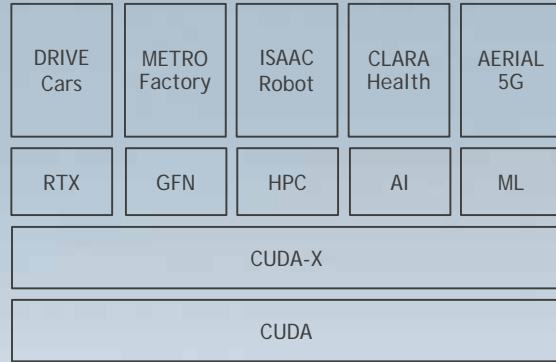 DRIVE
Cars
METRO
Factory
ISAAC
Robot
CLARA
Health
AERIAL
5G
RTX
GFN
HPC
AI
ML
CUDA-X
CUDA